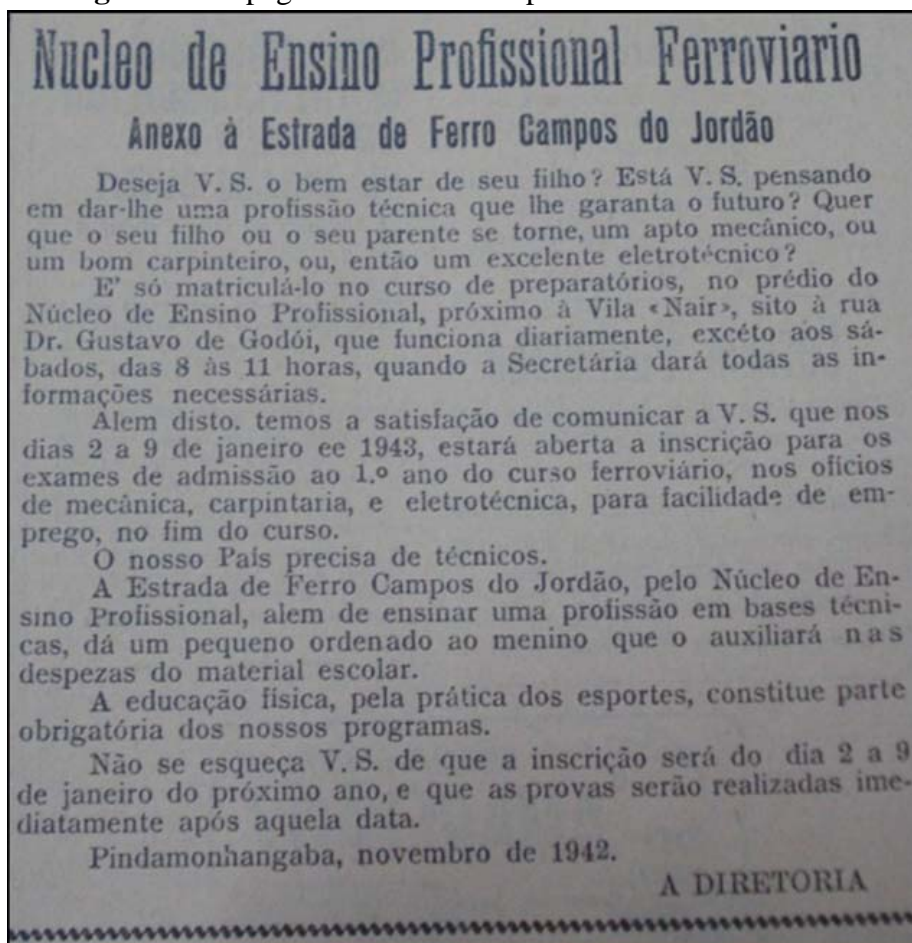 Nucleo de Ensino Profissional Ferroviario
Anexo à Estrada de Ferro Campos do Jordão
Deseja V. S. o bem estar de seu filho? Está V. S. pensando
em dar-lhe uma profissão técnica que lhe garanta o futuro? Quer
que o seu filho ou o seu parente se torne, um apto mecânico, ou
um bom carpinteiro, ou, então um excelente eletrotécnico?
E' só matriculá-lo no curso de preparatórios, no prédio do
Núcleo de Ensino Profissional, próximo à Vila «Nair», sito à rua
Dr. Gustavo de Godói, que funciona diariamente, excéto aos sá-
bados, das 8 às 11 horas, quando a Secretária dará todas as in-
formações necessárias.
Alem disto. temos a satisfação de comunicar a V. S. que nos
dias 2 a 9 de janeiro ee 1943, estará aberta a inscrição para os
exames de admissão ao 1.º ano do curso ferroviário, nos ofícios
de mecânica, carpintaria, e eletrotécnica, para facilidade de em-
prego, no fim do curso.
O nosso País precisa de técnicos.
A Estrada de Ferro Campos do Jordão, pelo Núcleo de En-
sino Profissional, alem de ensinar uma profissão em bases técni-
cas, dá um pequeno ordenado ao menino que o auxiliará nas
despezas do material escolar.
A educação física, pela prática dos esportes, constitue parte
obrigatória dos nossos programas.
Não se esqueça V. S. de que a inscrição será do dia 2 a 9
de janeiro do próximo ano, e que as provas serão realizadas ime-
diatamente após aquela data.
Pindamonhangaba, novembro de 1942.
A DIRETORIA